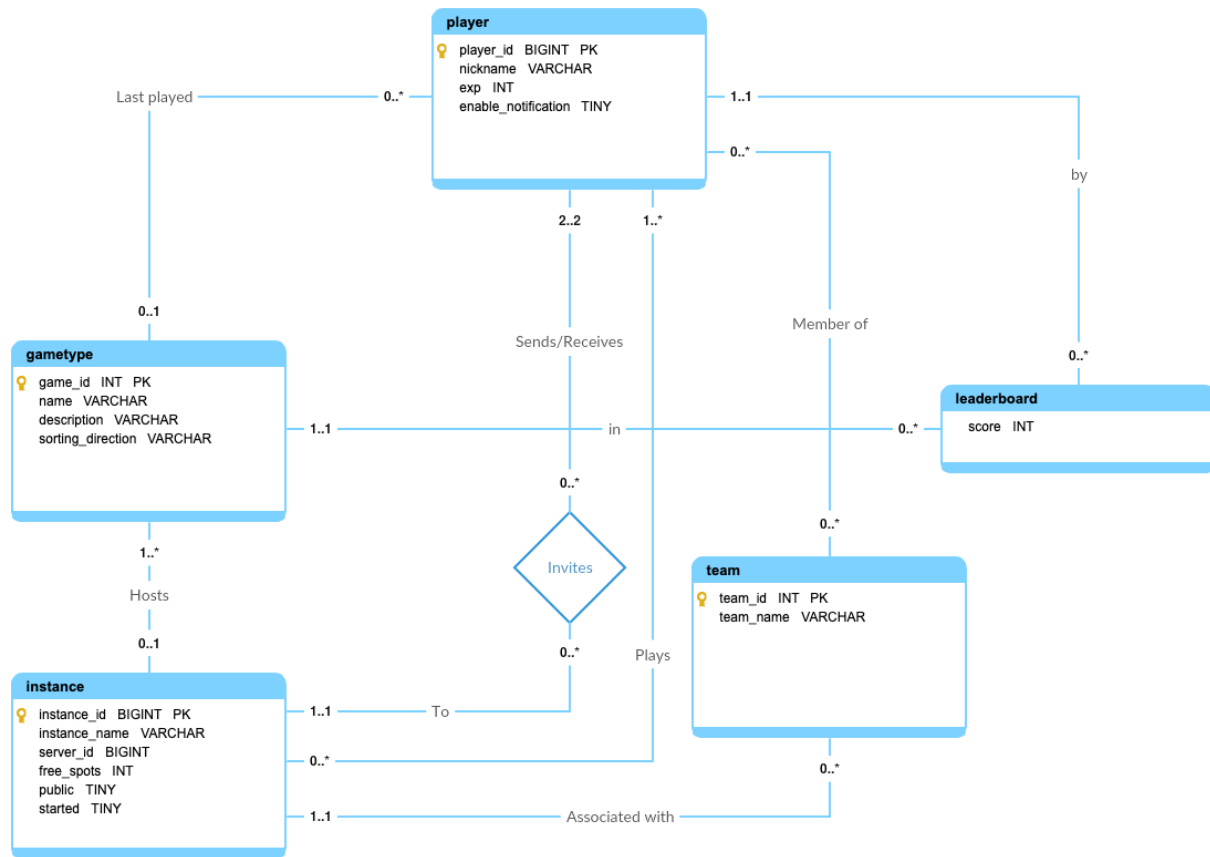 player
player_id BIGINT PK
nickname VARCHAR
exp INT
enable_notification TINY
Last played
0..*
1..1
0..*
by
2..2
1..*
0..1
Sends/Receives
Member of
0..*
gametype
game_id INT PK
name VARCHAR
description VARCHAR
sorting_direction VARCHAR
leaderboard
score INT
1..1
in
0..*
0..*
0..*
1..*
Invites
team
team_id INT PK
team_name VARCHAR
Hosts
0..1
0..*
Plays
instance
instance_id BIGINT PK
instance_name VARCHAR
server_id BIGINT
free_spots INT
public TINY
started TINY
1..1
To
0..*
0..*
1..1
Associated with